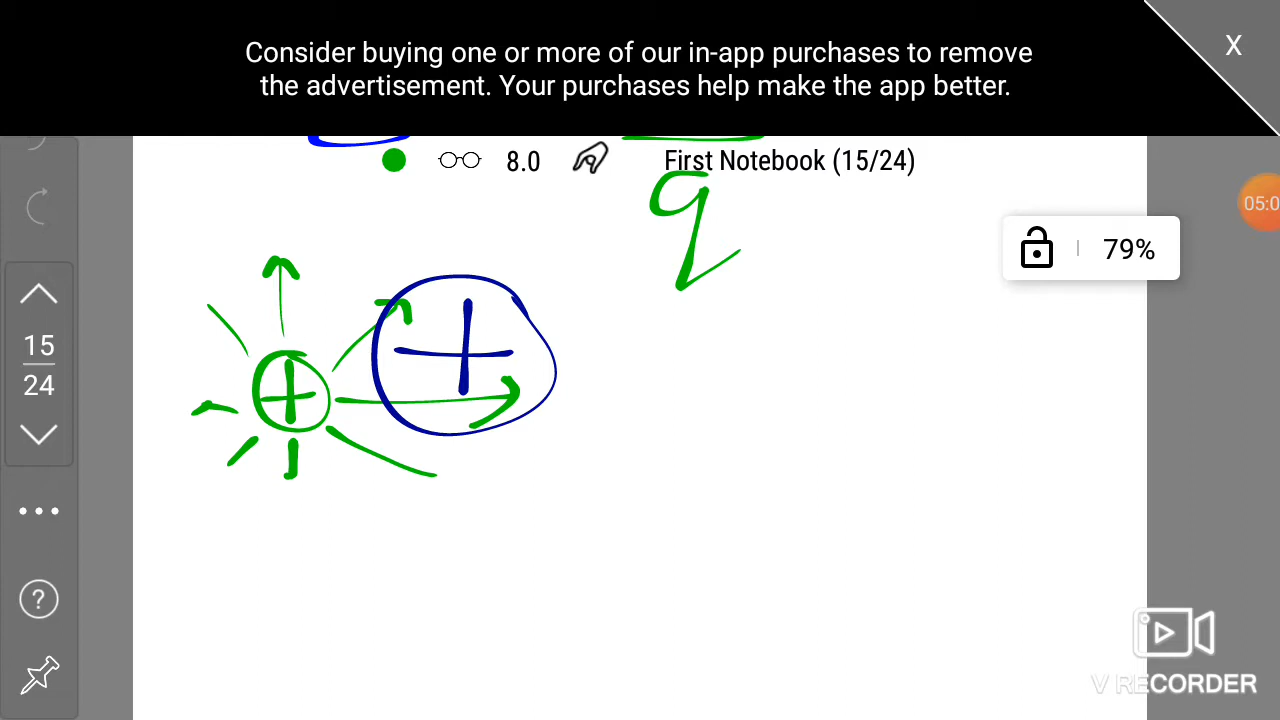 Consider buying one or more of our in-app purchases to remove
the advertisement. Your purchases help make the app better.
X
8.0
First Notebook (15/24)
05:0
79%
q
15
24
+
+
?
V RECORDER